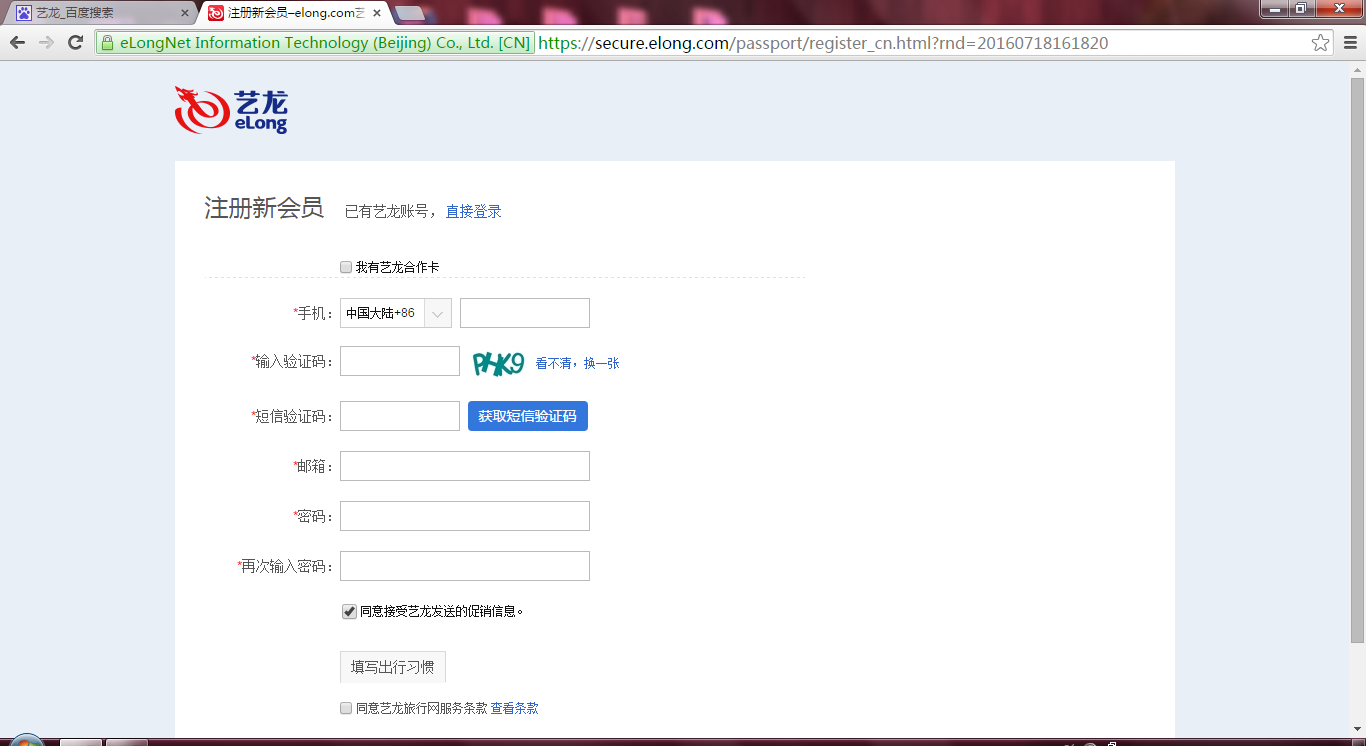 艺龙_百度搜索
注册新会员–elong.com艺
eLongNet Information Technology (Beijing) Co., Ltd. [CN] https://secure.elong.com/passport/register_cn.html?rnd=20160718161820
艺龙
eLong
注册新会员 已有艺龙账号，直接登录
我有艺龙合作卡
*手机： 中国大陆+86
*输入验证码： PHK9 看不清，换一张
*短信验证码： 获取短信验证码
*邮箱：
*密码：
*再次输入密码：
同意接受艺龙发送的促销信息。
填写出行习惯
同意艺龙旅行网服务条款 查看条款